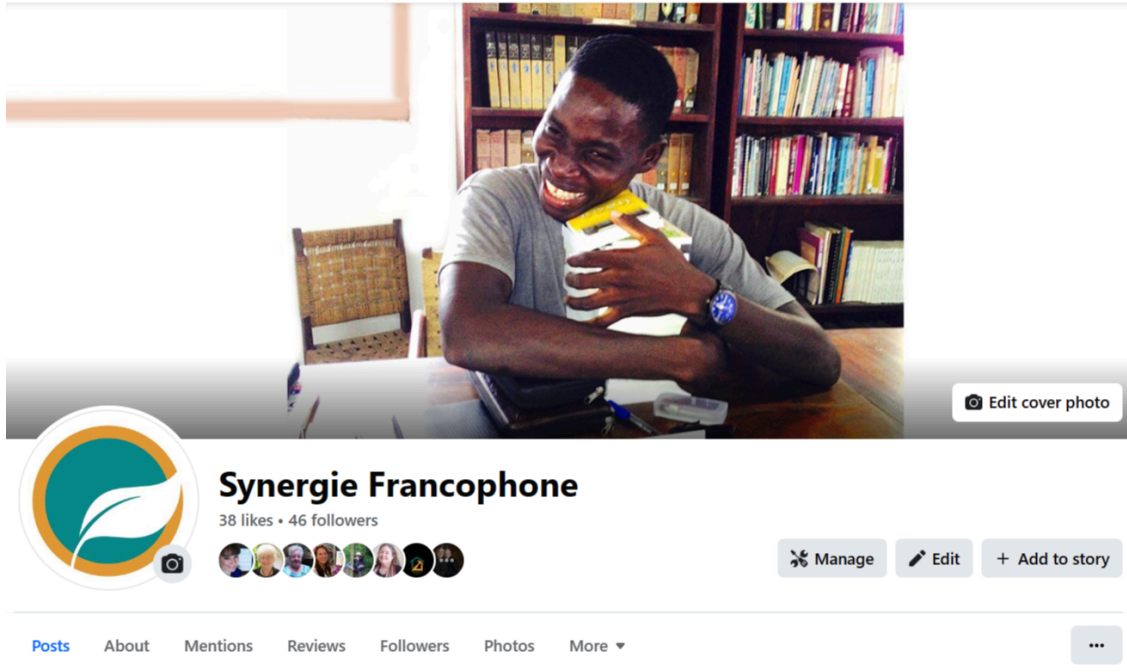 Edit cover photo
Synergie Francophone
38 likes • 46 followers
Manage
Edit
+ Add to story
Posts
About
Mentions
Reviews
Followers
Photos
More